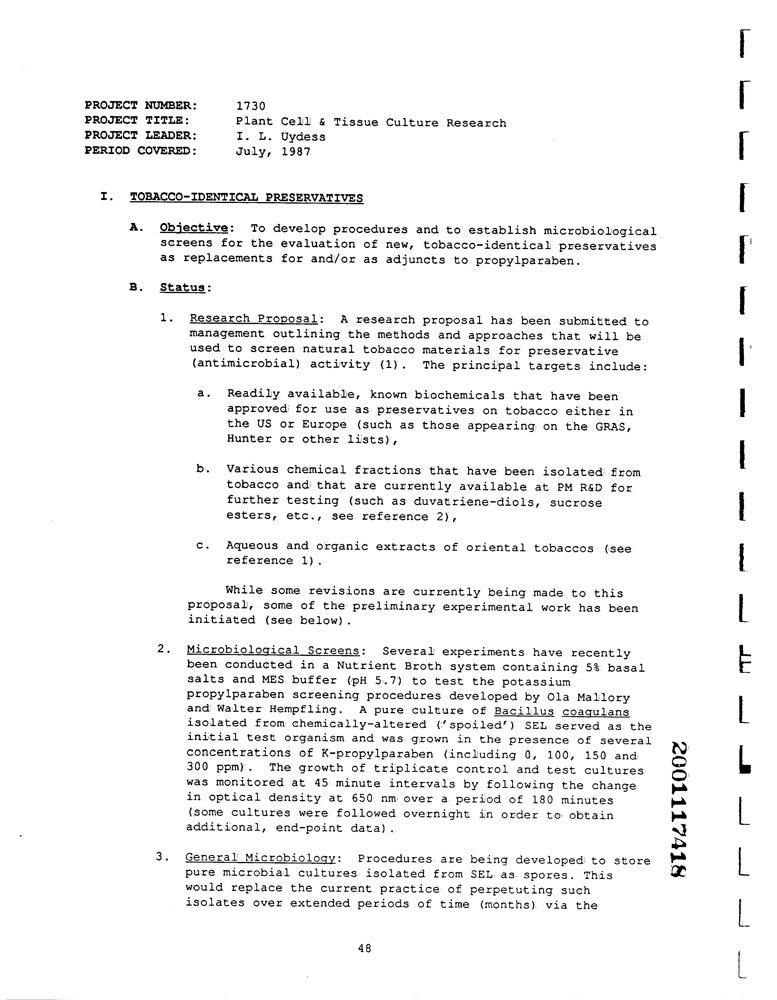 PROJECT NUMBER: 1730
PROJECT TITLE: Plant Cell & Tissue Culture Research
PROJECT LEADER: I. L. Uydess
PERIOD COVERED: July, 1987
I. TOBACCO-IDENTICAL PRESERVATIVES
A. Objective: To develop procedures and to establish microbiological
screens for the evaluation of new, tobacco-identical preservatives
as replacements for and/or as adjuncts to propylparaben.
B. Status:
1. Research Proposal: A research proposal has been submitted to
management outlining the methods and approaches that will be
used to screen natural tobacco materials for preservative
(antimicrobial) activity (1). The principal targets include:
a. Readily available, known biochemicals that have been
approved for use as preservatives on tobacco either in
the US or Europe (such as those appearing on the GRAS,
Hunter or other lists),
b. Various chemical fractions that have been isolated from
tobacco and that are currently available at PM R&D for
further testing (such as duvatriene-diols, sucrose
esters, etc., see reference 2),
c. Aqueous and organic extracts of oriental tobaccos (see
reference 1).
While some revisions are currently being made to this
proposal, some of the preliminary experimental work has been
initiated (see below).
2. Microbiological Screens: Several experiments have recently
been conducted in a Nutrient Broth system containing 5% basal
salts and MES buffer (pH 5.7) to test the potassium
propylparaben screening procedures developed by Ola Mallory
and Walter Hempfling. A pure culture of Bacillus coagulans
isolated from chemically-altered ('spoiled') SEL served as the
initial test organism and was grown in the presence of several
concentrations of K-propylparaben (including 0, 100, 150 and
300 ppm). The growth of triplicate control and test cultures
was monitored at 45 minute intervals by following the change
in optical density at 650 nm over a period of 180 minutes
(some cultures were followed overnight in order to obtain
additional, end-point data).
3. General Microbiology: Procedures are being developed to store
pure microbial cultures isolated from SEL as spores. This
would replace the current practice of perpetuting such
isolates over extended periods of time (months) via the
48
2001117418